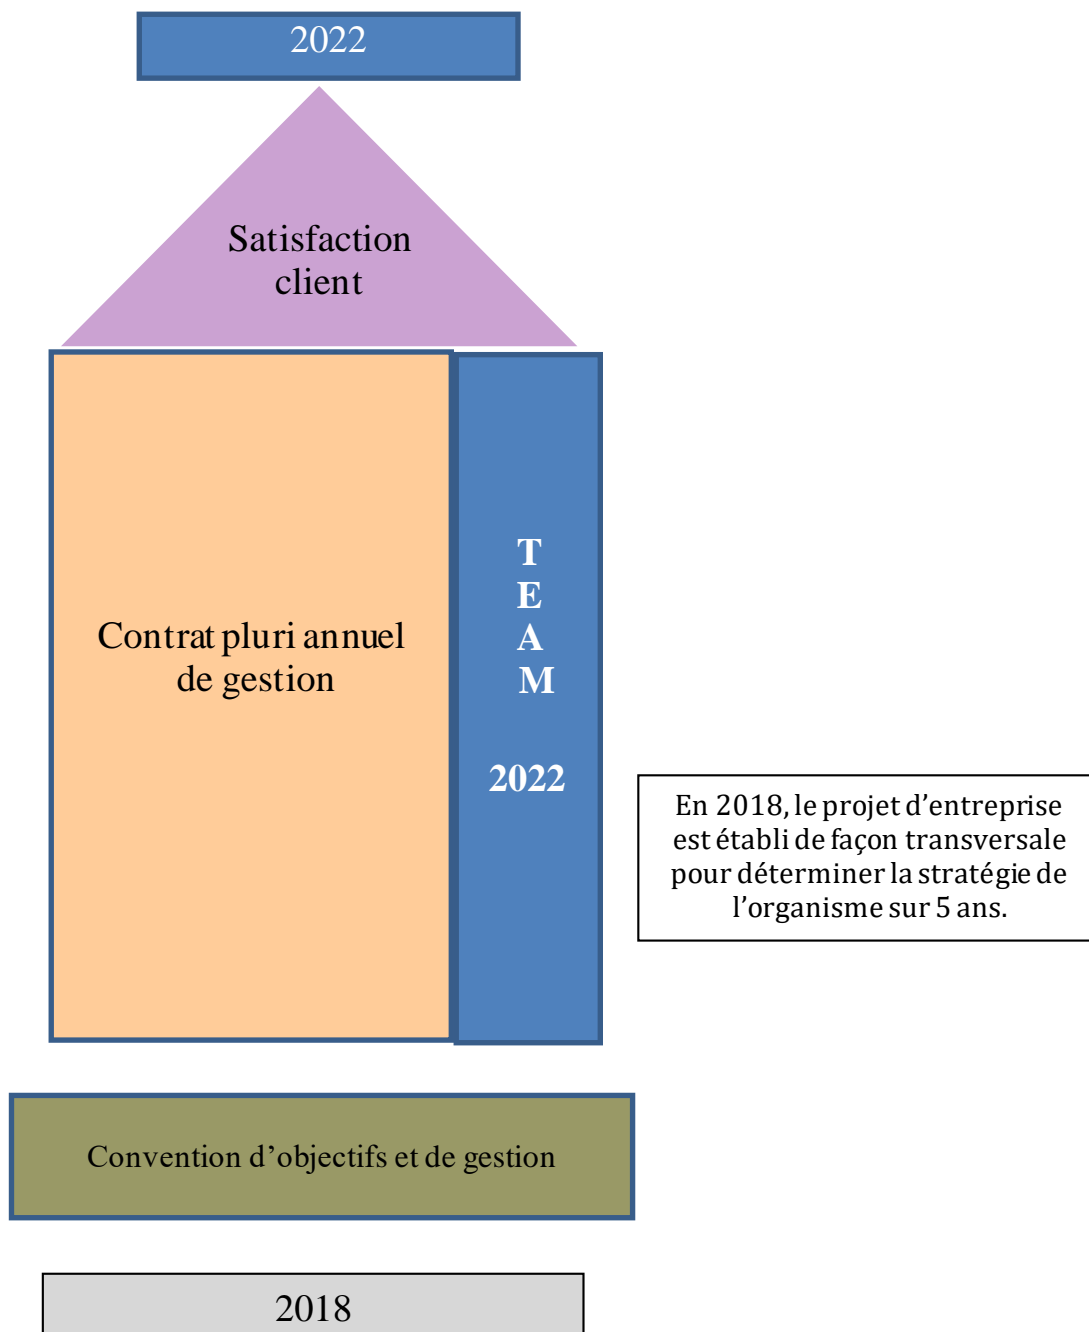 2022
Satisfaction
client
Contrat pluri annuel
de gestion
T
E
A
M
2022
En 2018, le projet d’entreprise
est établi de façon transversale
pour déterminer la stratégie de
l’organisme sur 5 ans.
Convention d’objectifs et de gestion
2018